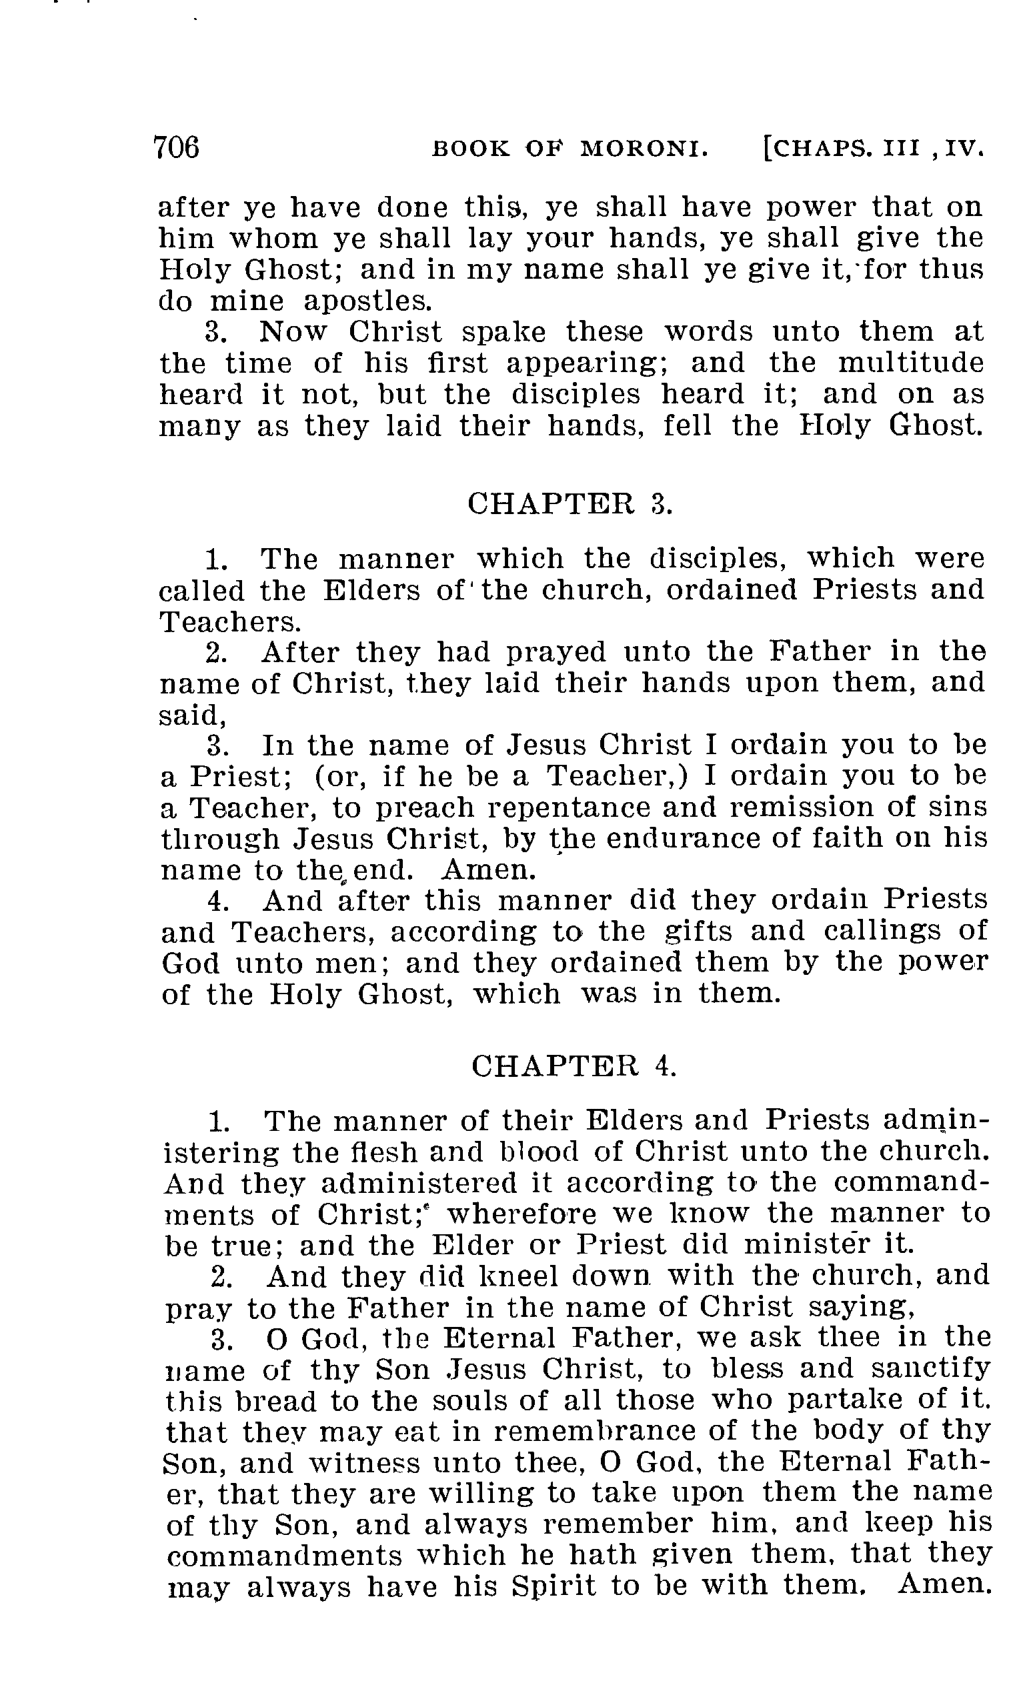 706 BOOK OF MORONI. [CHAPS. III , IV.
after ye have done this, ye shall have power that on
him whom ye shall lay your hands, ye shall give the
Holy Ghost; and in my name shall ye give it, for thus
do mine apostles.
3. Now Christ spake these words unto them at
the time of his first appearing; and the multitude
heard it not, but the disciples heard it; and on as
many as they laid their hands, fell the Holy Ghost.
CHAPTER 3.
1. The manner which the disciples, which were
called the Elders of the church, ordained Priests and
Teachers.
2. After they had prayed unto the Father in the
name of Christ, they laid their hands upon them, and
said,
3. In the name of Jesus Christ I ordain you to be
a Priest; (or, if he be a Teacher,) I ordain you to be
a Teacher, to preach repentance and remission of sins
through Jesus Christ, by the endurance of faith on his
name to the end. Amen.
4. And after this manner did they ordain Priests
and Teachers, according to the gifts and callings of
God unto men; and they ordained them by the power
of the Holy Ghost, which was in them.
CHAPTER 4.
1. The manner of their Elders and Priests admin-
istering the flesh and blood of Christ unto the church.
And they administered it according to the command-
ments of Christ; wherefore we know the manner to
be true; and the Elder or Priest did minister it.
2. And they did kneel down with the church, and
pray to the Father in the name of Christ saying,
3. O God, the Eternal Father, we ask thee in the
name of thy Son Jesus Christ, to bless and sanctify
this bread to the souls of all those who partake of it.
that they may eat in remembrance of the body of thy
Son, and witness unto thee, O God, the Eternal Fath-
er, that they are willing to take upon them the name
of thy Son, and always remember him, and keep his
commandments which he hath given them, that they
may always have his Spirit to be with them. Amen.